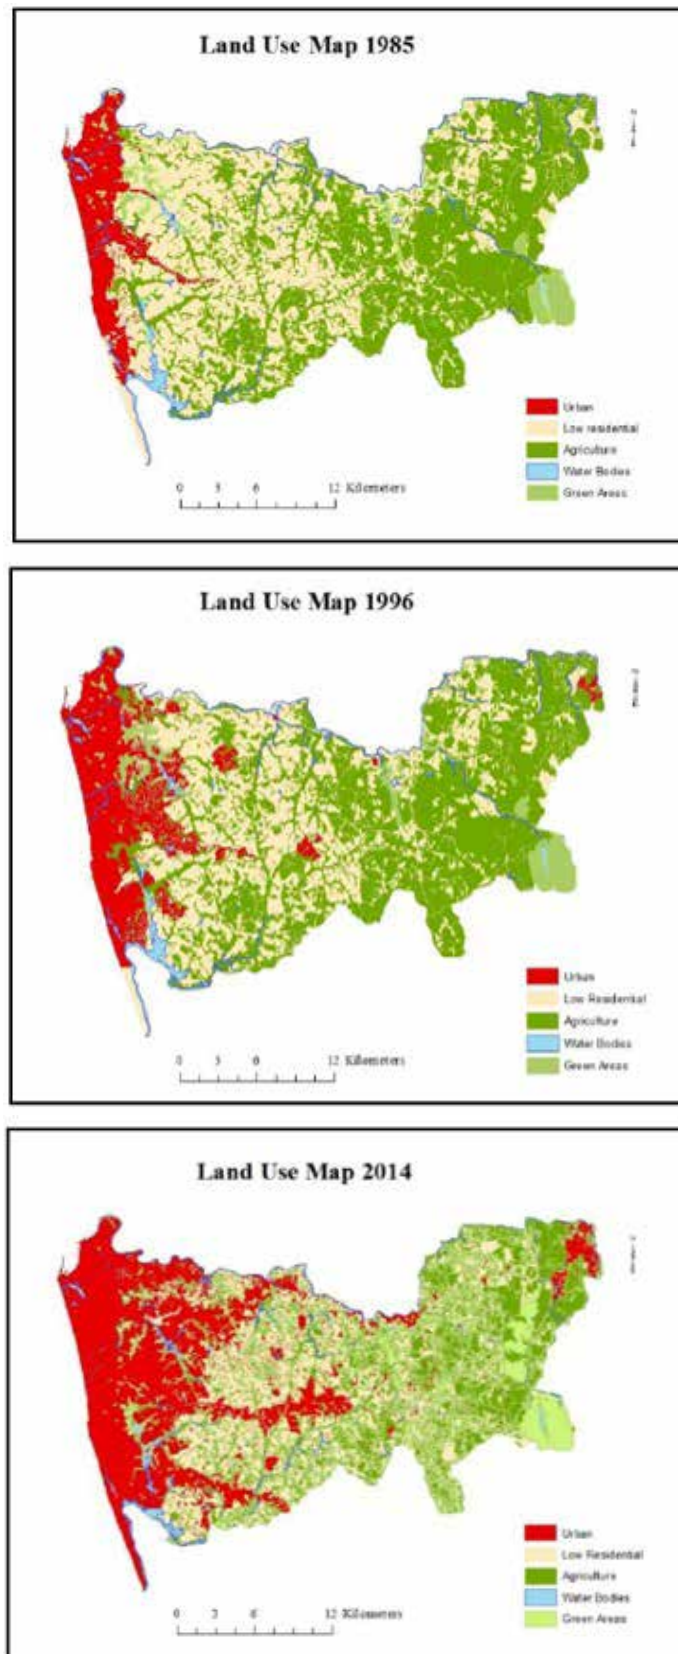 Land Use Map 1985
Urban
Low residential
Agriculture
Water Bodies
Green Areas
0 3 6 12 Kilometers
Land Use Map 1996
Urban
Low Residential
Agriculture
Water Bodies
Green Areas
0 3 6 12 Kilometers
Land Use Map 2014
Urban
Low Residential
Agriculture
Water Bodies
Green Areas
0 3 6 12 Kilometers